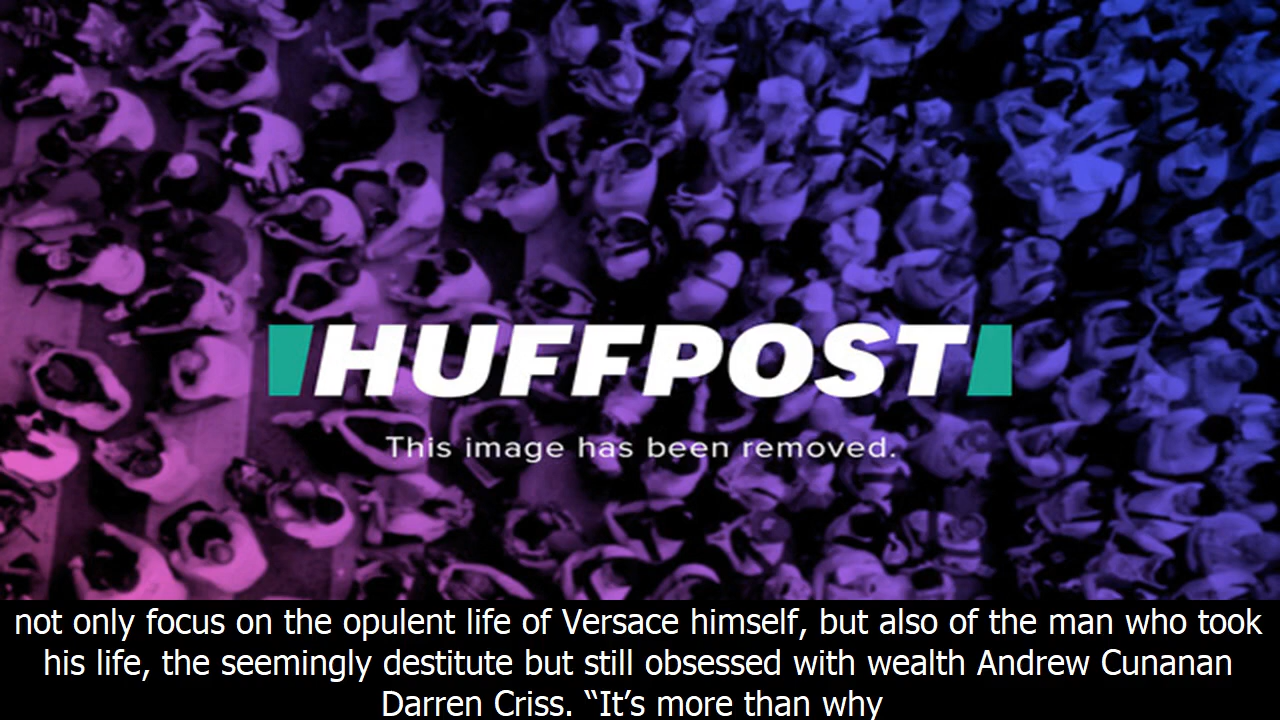 HUFFPOST
This image has been removed.
not only focus on the opulent life of Versace himself, but also of the man who took
his life, the seemingly destitute but still obsessed with wealth Andrew Cunanan
Darren Criss. “It’s more than why